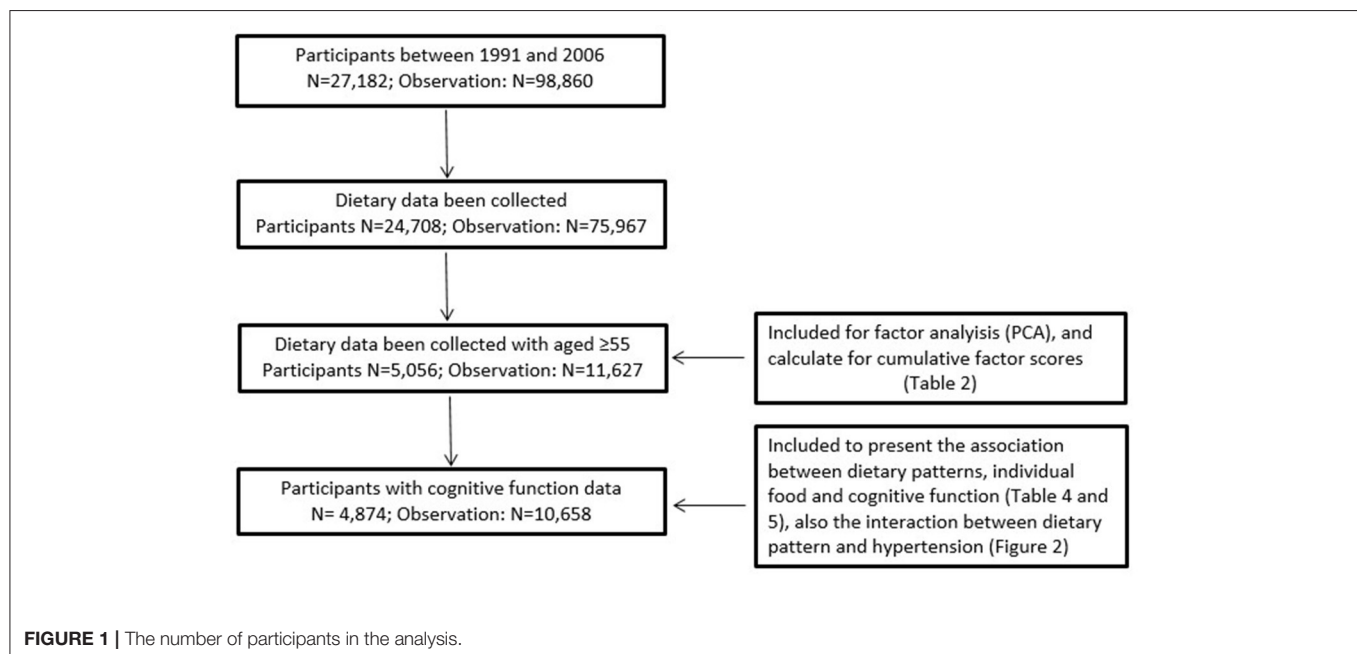 Participants between 1991 and 2006
N=27,182; Observation: N=98,860
Dietary data been collected
Participants N=24,708; Observation: N=75,967
Dietary data been collected with aged ≥55
Participants N=5,056; Observation: N=11,627
Included for factor analyisis (PCA), and
calculate for cumulative factor scores
(Table 2)
Participants with cognitive function data
N= 4,874; Observation: N=10,658
Included to present the association
between dietary patterns, individual
food and cognitive function (Table 4 and
5), also the interaction between dietary
pattern and hypertension (Figure 2)
FIGURE 1 | The number of participants in the analysis.